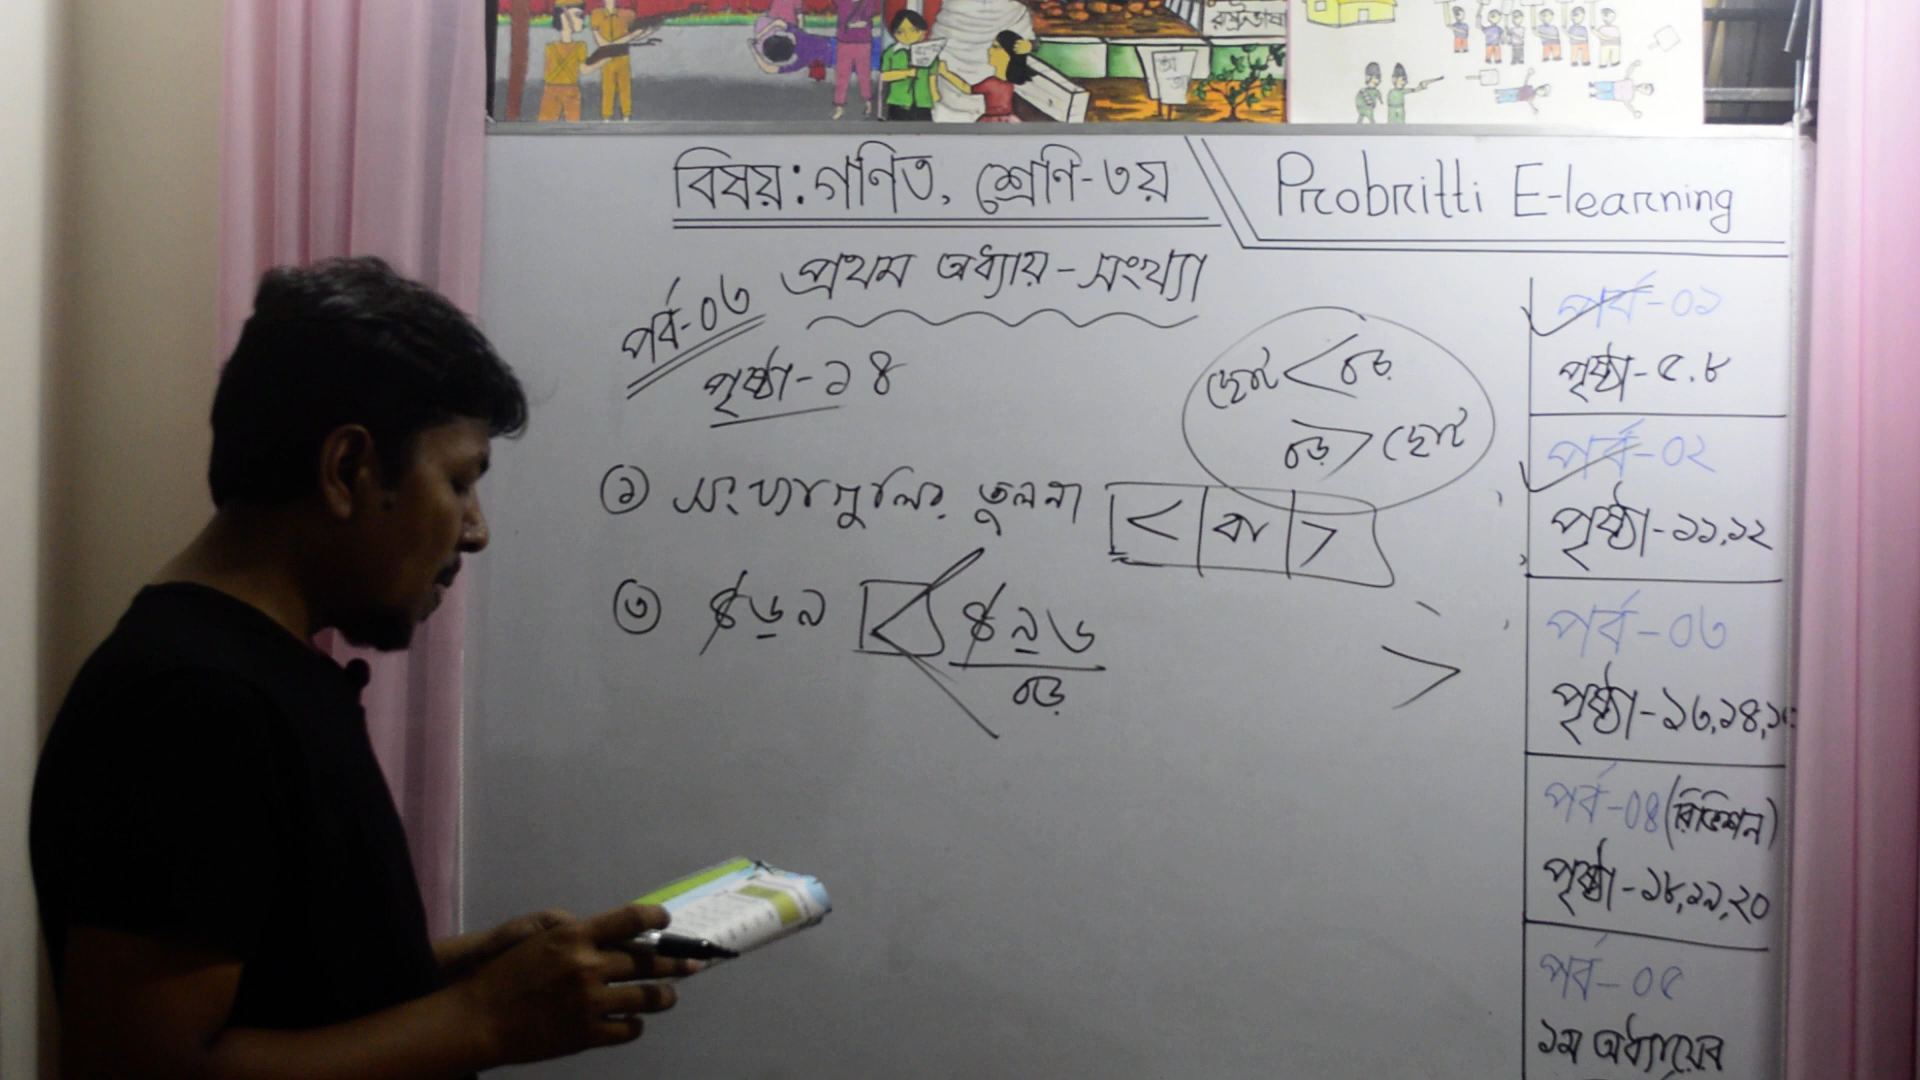 রাষ্ট্রভাষা
বিষয়: গণিত, শ্রেণি-৩য়
Probritti E-learning
প্রথম অধ্যায়-সংখ্যা
পর্ব-০৩
পৃষ্ঠা-১৪
ছোট < বড়
বড় > ছোট
১ সংখ্যাগুলির তুলনা < বা >
৩ ৪৬৯ < ৪৯৬
বড়
>
পর্ব-০১
পৃষ্ঠা-৫.৮
পর্ব-০২
পৃষ্ঠা-১১,১২
পর্ব-০৩
পৃষ্ঠা-১৩,১৪,
পর্ব-০৪ (রিভিশন)
পৃষ্ঠা-১৮,১৯,২০
পর্ব-০৫
১ম অধ্যায়ের